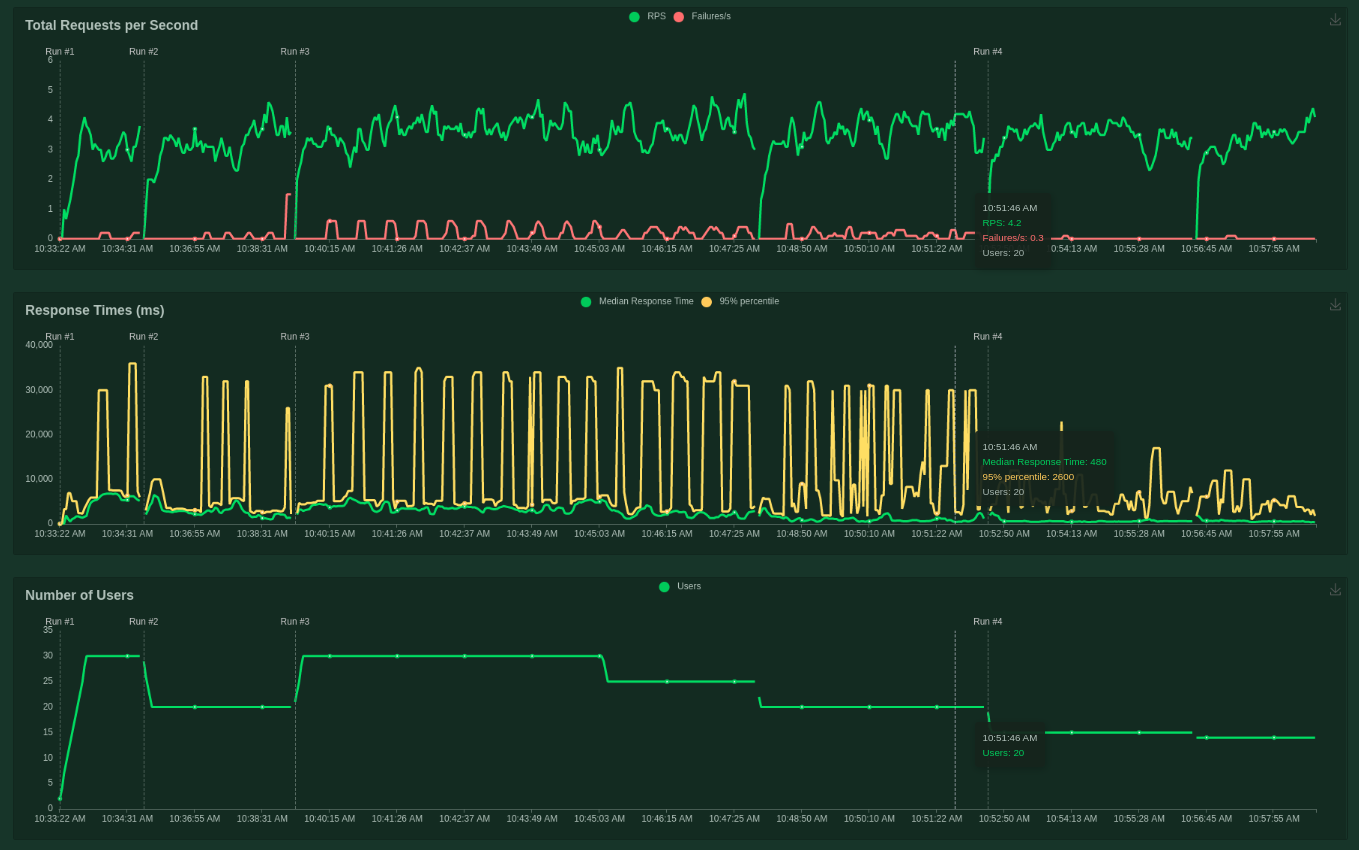 Total Requests per Second
RPS Failures/s
Run #1 Run #2 Run #3 Run #4
6
5
4
3
2
1
0
10:51:46 AM
RPS: 4.2
Failures/s: 0.3
Users: 20
10:33:22 AM 10:34:31 AM 10:36:55 AM 10:38:31 AM 10:40:15 AM 10:41:26 AM 10:42:37 AM 10:43:49 AM 10:45:03 AM 10:46:15 AM 10:47:25 AM 10:48:50 AM 10:50:10 AM 10:51:22 AM 0:54:13 AM 10:55:28 AM 10:56:45 AM 10:57:55 AM
Response Times (ms)
Median Response Time 95% percentile
Run #1 Run #2 Run #3 Run #4
40,000
30,000
20,000
10,000
0
10:51:46 AM
Median Response Time: 480
95% percentile: 2600
Users: 20
10:33:22 AM 10:34:31 AM 10:36:55 AM 10:38:31 AM 10:40:15 AM 10:41:26 AM 10:42:37 AM 10:43:49 AM 10:45:03 AM 10:46:15 AM 10:47:25 AM 10:48:50 AM 10:50:10 AM 10:51:22 AM 10:52:50 AM 10:54:13 AM 10:55:28 AM 10:56:45 AM 10:57:55 AM
Number of Users
Users
Run #1 Run #2 Run #3 Run #4
35
30
25
20
15
10
5
0
10:51:46 AM
Users: 20
10:33:22 AM 10:34:31 AM 10:36:55 AM 10:38:31 AM 10:40:15 AM 10:41:26 AM 10:42:37 AM 10:43:49 AM 10:45:03 AM 10:46:15 AM 10:47:25 AM 10:48:50 AM 10:50:10 AM 10:51:22 AM 10:52:50 AM 10:54:13 AM 10:55:28 AM 10:56:45 AM 10:57:55 AM